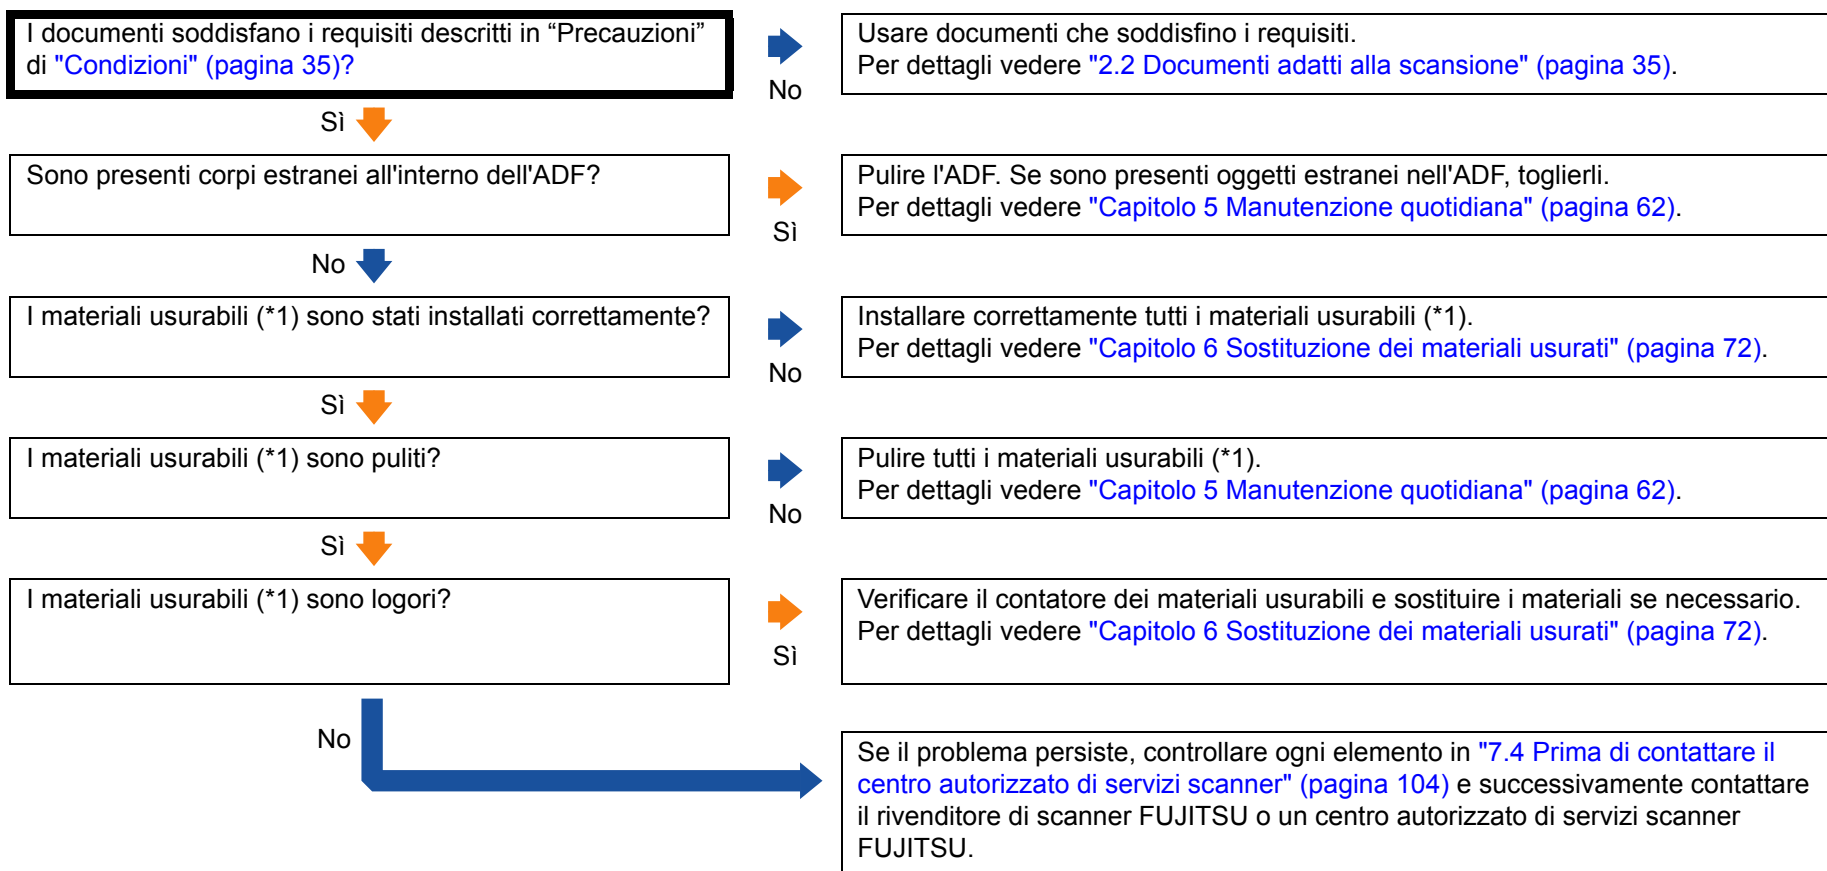 I documenti soddisfano i requisiti descritti in “Precauzioni”
di "Condizioni" (pagina 35)?
No
Usare documenti che soddisfino i requisiti.
Per dettagli vedere "2.2 Documenti adatti alla scansione" (pagina 35).
Sì
Sono presenti corpi estranei all'interno dell'ADF?
Sì
Pulire l'ADF. Se sono presenti oggetti estranei nell'ADF, toglierli.
Per dettagli vedere "Capitolo 5 Manutenzione quotidiana" (pagina 62).
No
I materiali usurabili (*1) sono stati installati correttamente?
No
Installare correttamente tutti i materiali usurabili (*1).
Per dettagli vedere "Capitolo 6 Sostituzione dei materiali usurati" (pagina 72).
Sì
I materiali usurabili (*1) sono puliti?
No
Pulire tutti i materiali usurabili (*1).
Per dettagli vedere "Capitolo 5 Manutenzione quotidiana" (pagina 62).
Sì
I materiali usurabili (*1) sono logori?
Sì
Verificare il contatore dei materiali usurabili e sostituire i materiali se necessario.
Per dettagli vedere "Capitolo 6 Sostituzione dei materiali usurati" (pagina 72).
No
Se il problema persiste, controllare ogni elemento in "7.4 Prima di contattare il
centro autorizzato di servizi scanner" (pagina 104) e successivamente contattare
il rivenditore di scanner FUJITSU o un centro autorizzato di servizi scanner
FUJITSU.